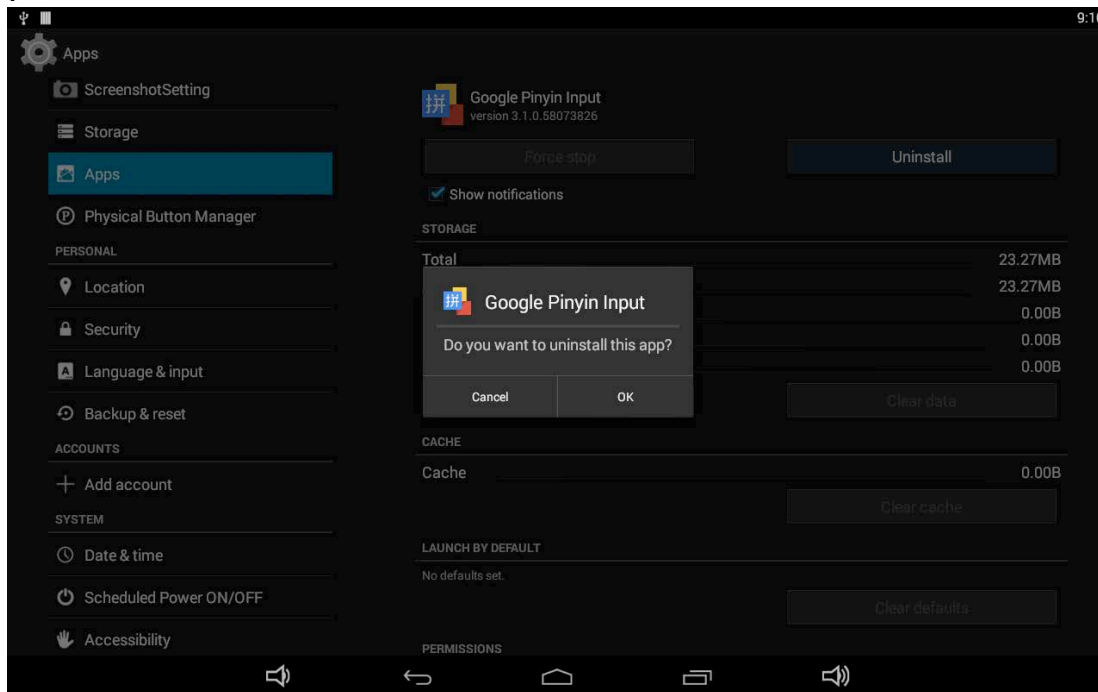 9:10
Apps
ScreenshotSetting
Storage
Apps
Physical Button Manager
PERSONAL
Location
Security
Language & input
Backup & reset
ACCOUNTS
Add account
SYSTEM
Date & time
Scheduled Power ON/OFF
Accessibility
拼
Google Pinyin Input
version 3.1.0.58073826
Force stop
Uninstall
Show notifications
STORAGE
Total
23.27MB
23.27MB
0.00B
0.00B
0.00B
拼
Google Pinyin Input
Do you want to uninstall this app?
Cancel
OK
Clear data
CACHE
Cache
0.00B
Clear cache
LAUNCH BY DEFAULT
No defaults set.
Clear defaults
PERMISSIONS